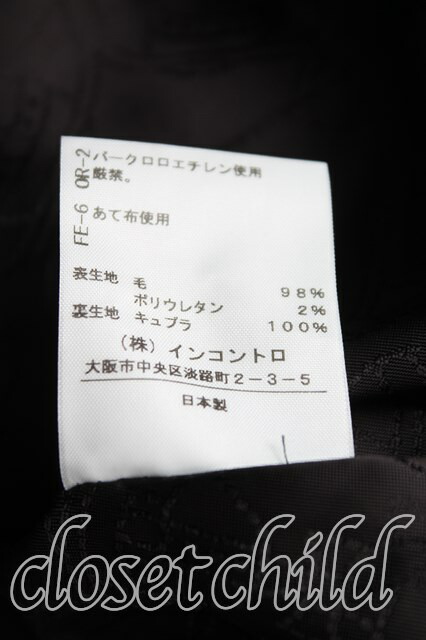 OR-2 パークロロエチレン使用
厳禁。
FE-6 あて布使用
表生地 毛 98%
ポリウレタン 2%
裏生地 キュプラ 100%
(株) インコントロ
大阪市中央区淡路町2-3-5
日本製
closet child